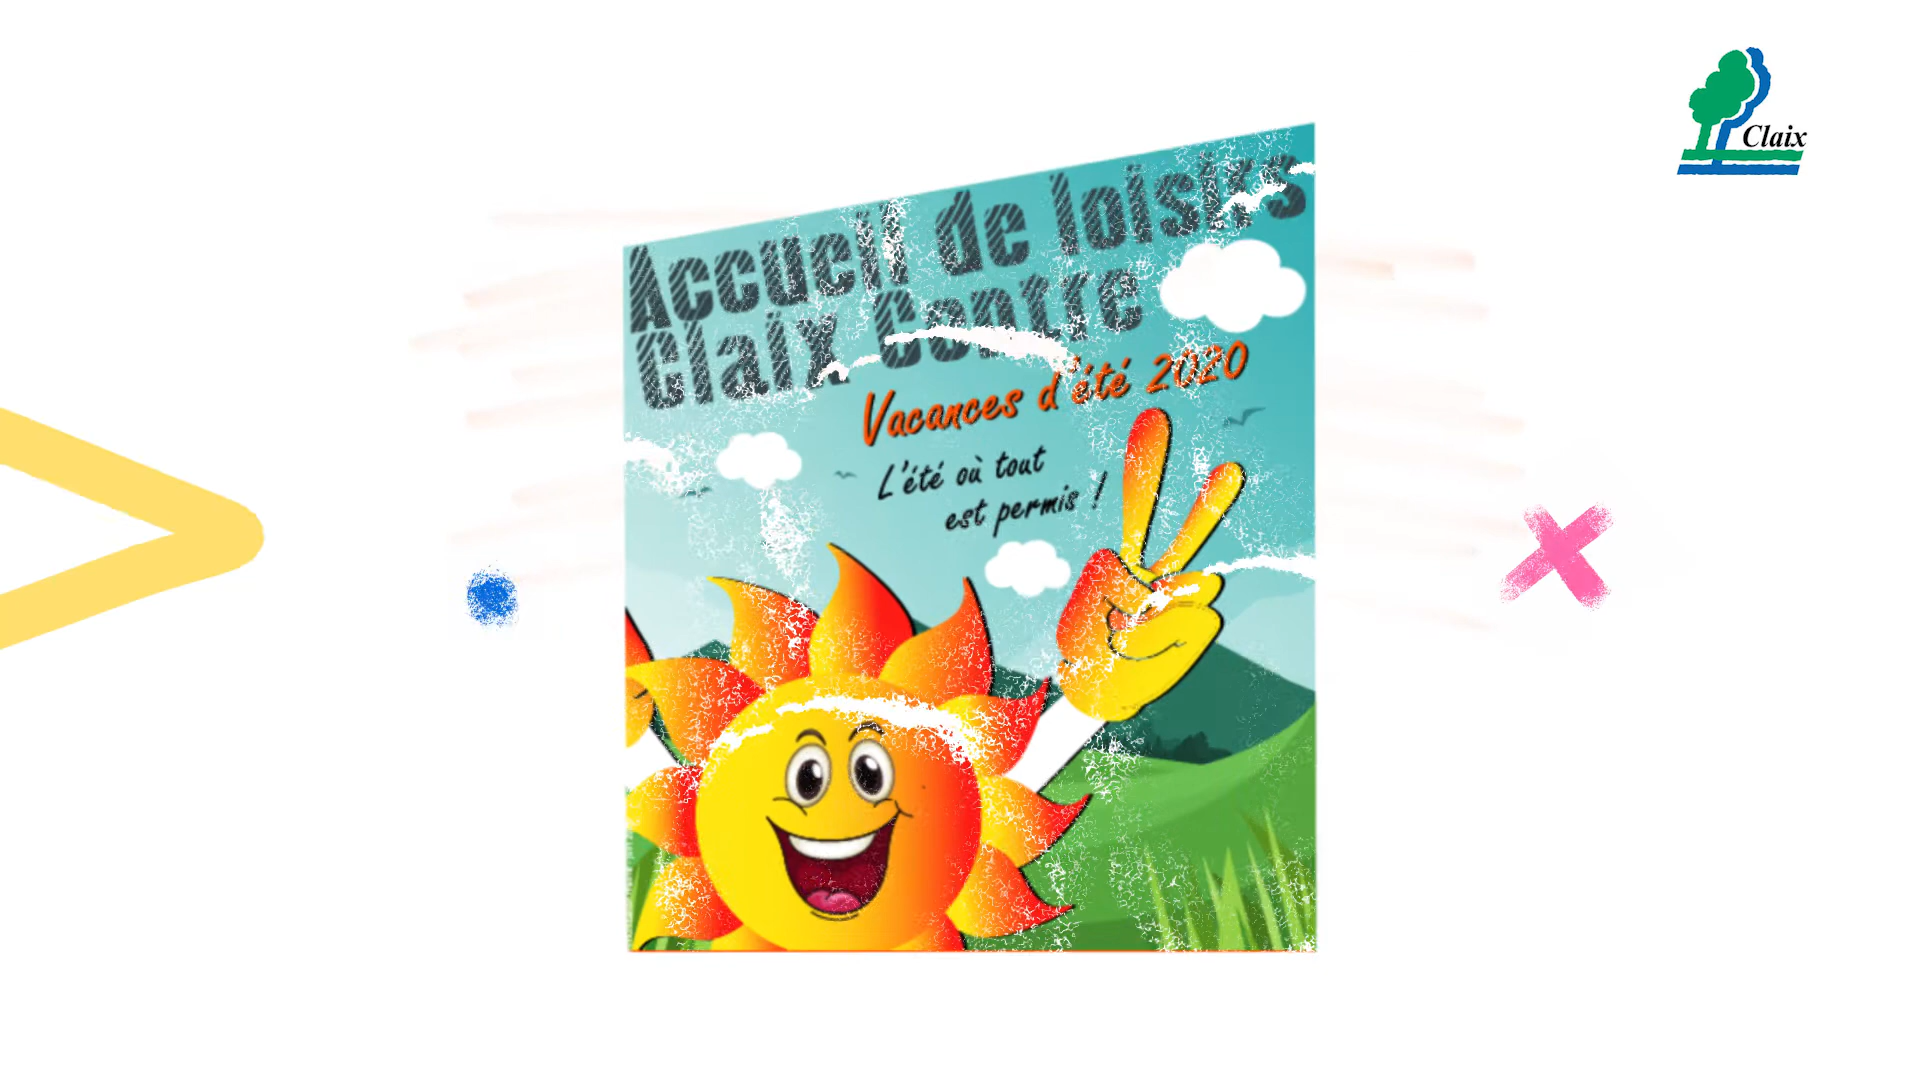 Claix
Accueil de loisirs
Claix Centre
Vacances d'été 2020
L'été où tout
est permis !